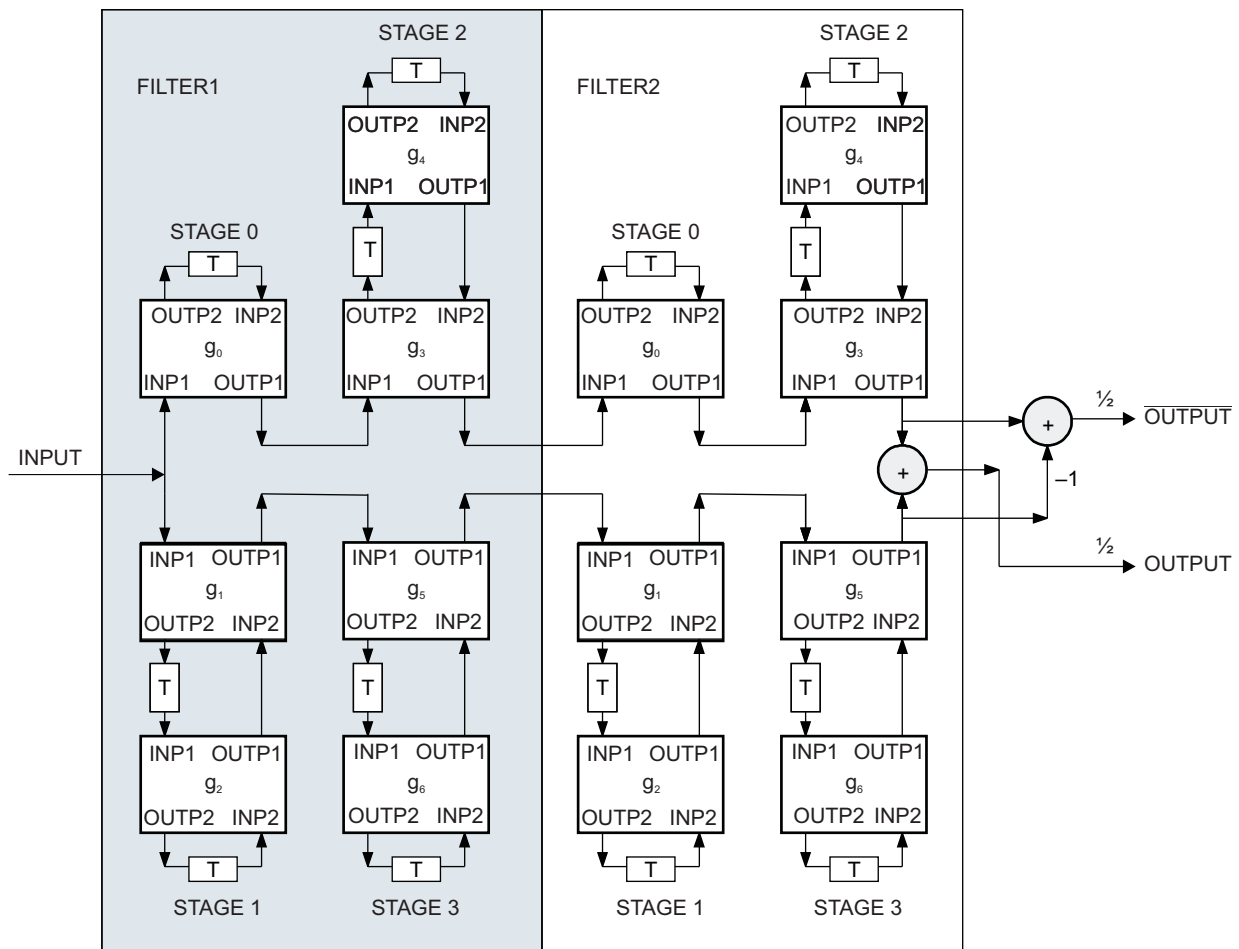 STAGE 2
STAGE 2
T
T
FILTER1
FILTER2
OUTP2 INP2
OUTP2 INP2
g₄
g₄
INP1 OUTP1
INP1 OUTP1
STAGE 0
STAGE 0
T
T
T
T
OUTP2 INP2
OUTP2 INP2
OUTP2 INP2
OUTP2 INP2
g₀
g₃
g₀
g₃
INP1 OUTP1
INP1 OUTP1
INP1 OUTP1
INP1 OUTP1
½
OUTPUT
+
INPUT
+
–1
½
OUTPUT
INP1 OUTP1
INP1 OUTP1
INP1 OUTP1
INP1 OUTP1
g₁
g₅
g₁
g₅
OUTP2 INP2
OUTP2 INP2
OUTP2 INP2
OUTP2 INP2
T
T
T
T
INP1 OUTP1
INP1 OUTP1
INP1 OUTP1
INP1 OUTP1
g₂
g₆
g₂
g₆
OUTP2 INP2
OUTP2 INP2
OUTP2 INP2
OUTP2 INP2
T
T
T
T
STAGE 1
STAGE 3
STAGE 1
STAGE 3